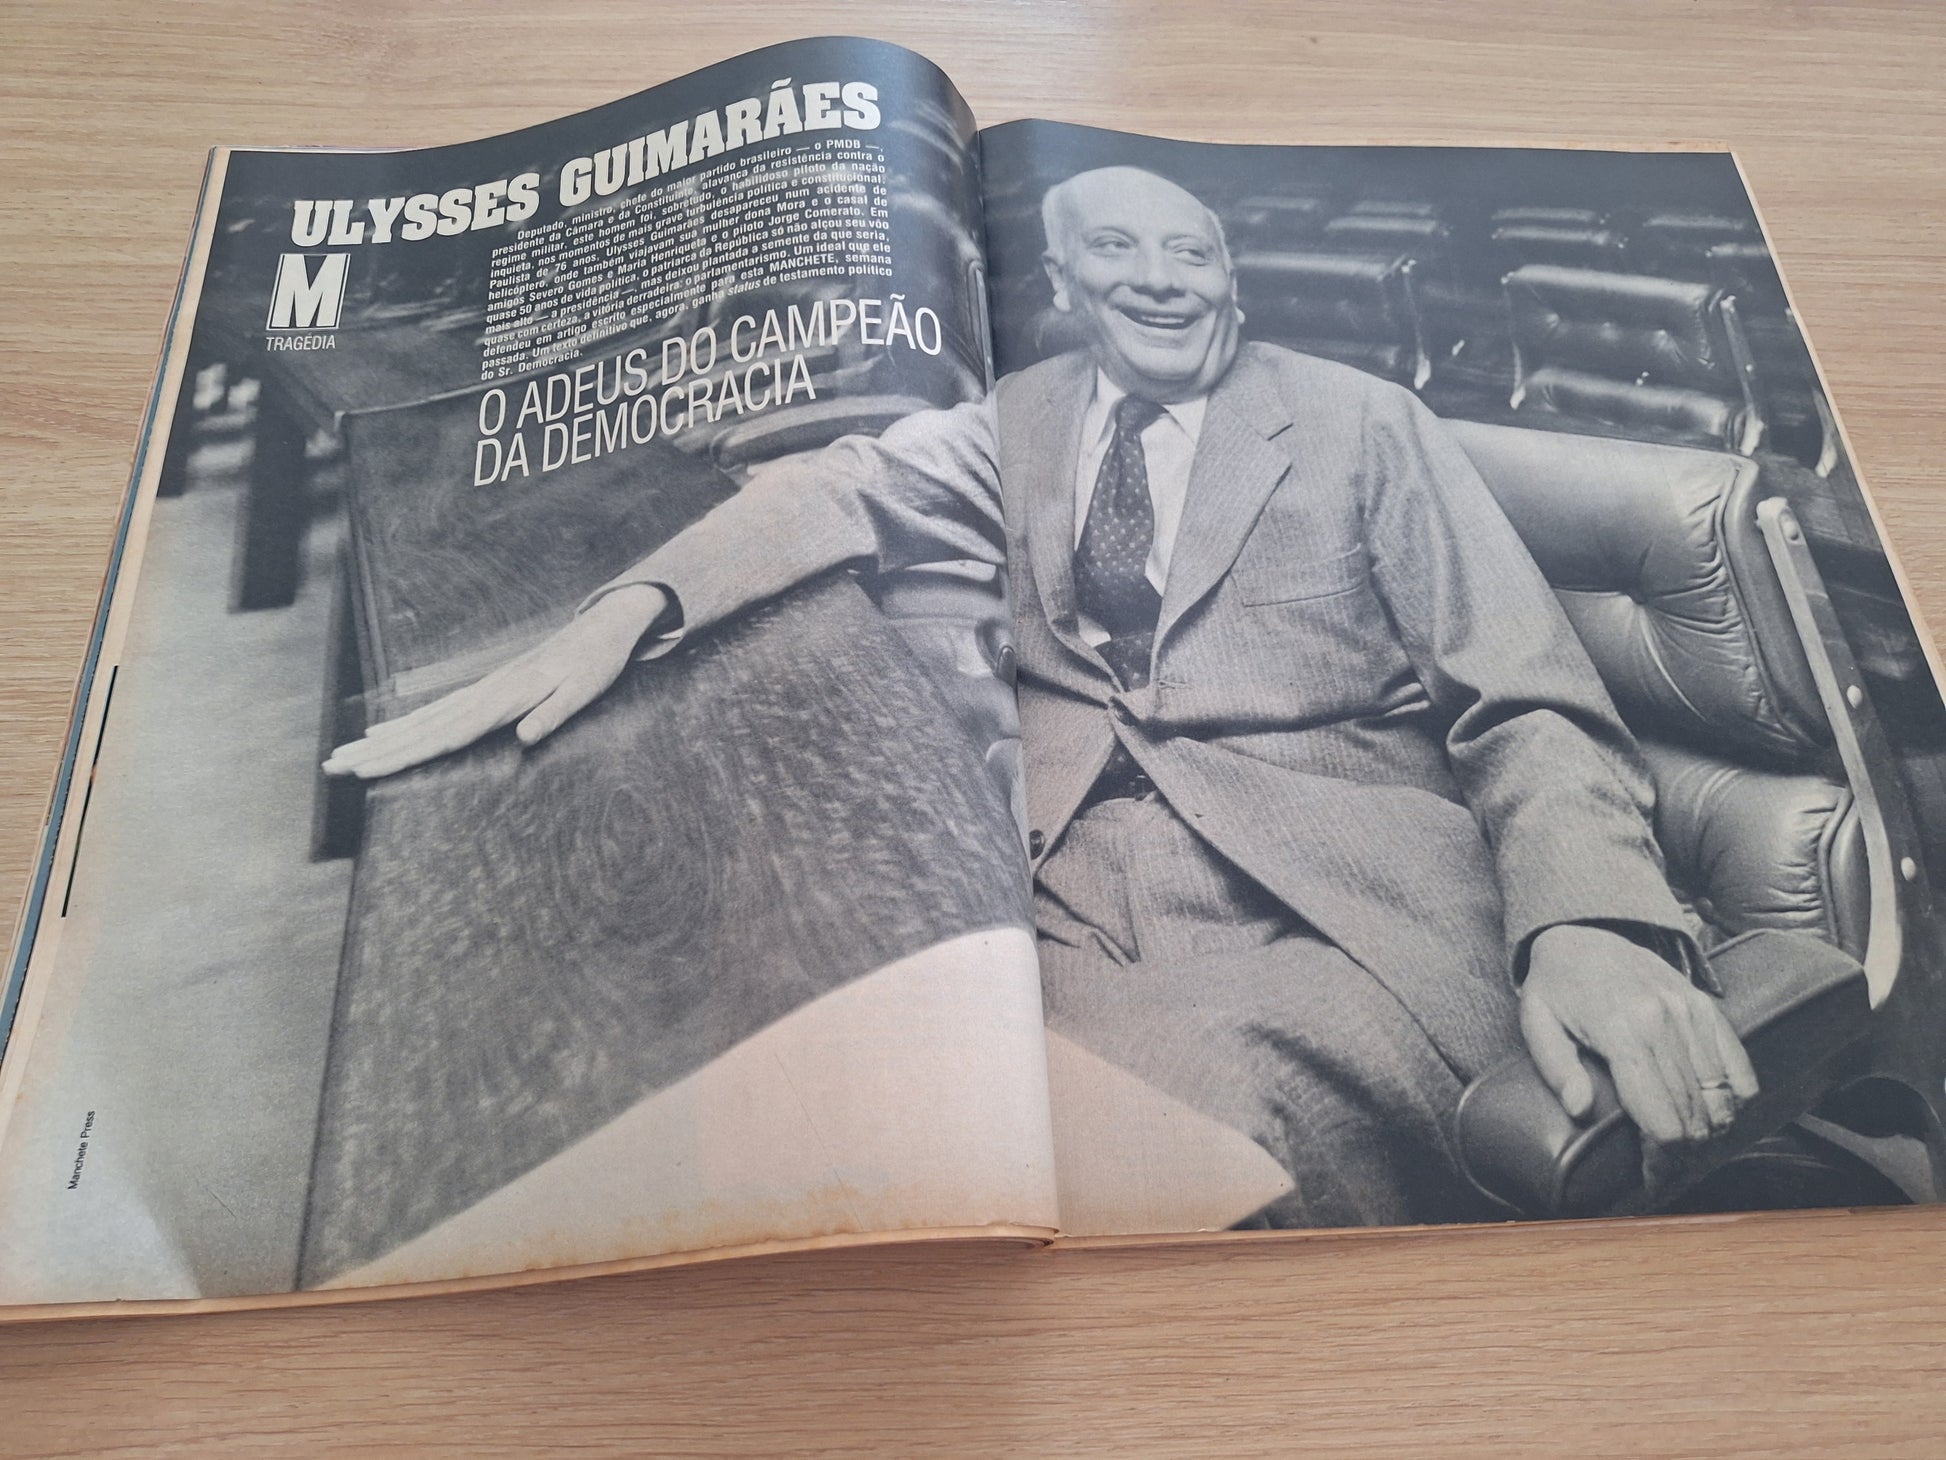 ULYSSES GUIMARÃES
M
TRAGÉDIA
Deputado, ministro, chefe do maior partido brasileiro — o PMDB —,
presidente da Câmara e da Constituinte, alavanca da resistência contra o
regime militar, este homem foi, sobretudo, o habilidoso piloto da nação
inquieta, nos momentos de mais grave turbulência política e constitucional.
Paulista de 76 anos, Ulysses Guimarães desapareceu num acidente de
helicóptero, onde também viajavam sua mulher dona Mora e o casal de
amigos Severo Gomes e Maria Henriqueta e o piloto Jorge Comerato. Em
quase 50 anos de vida política, o patriarca da República só não alçou seu vôo
mais alto — a presidência —, mas deixou plantada a semente da que seria,
quase com certeza, a vitória derradeira: o parlamentarismo. Um ideal que ele
defendeu em artigo escrito especialmente para esta MANCHETE, semana
passada. Um texto definitivo que, agora, ganha status de testamento político
do Sr. Democracia.
O ADEUS DO CAMPEÃO
DA DEMOCRACIA
Manchete Press